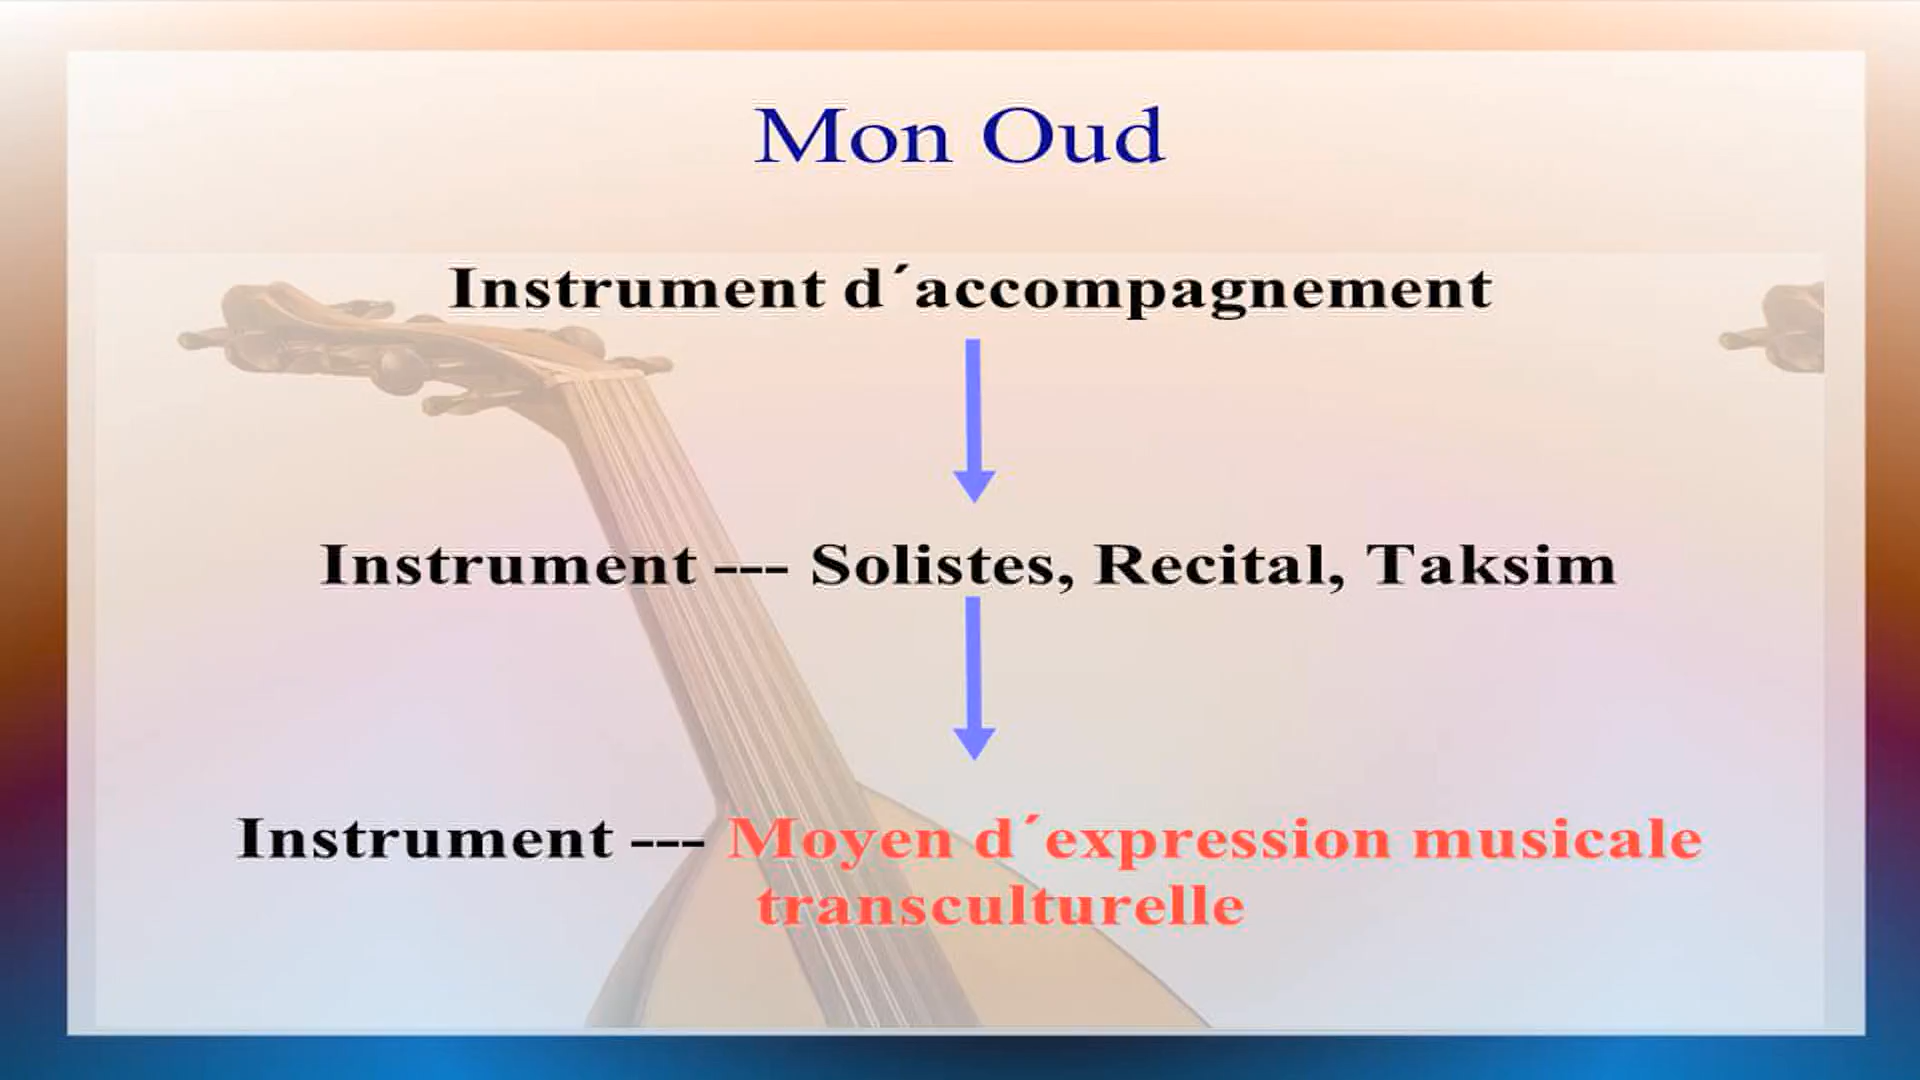 Mon Oud
Instrument d´accompagnement
Instrument --- Solistes, Recital, Taksim
Instrument --- Moyen d´expression musicale
transculturelle